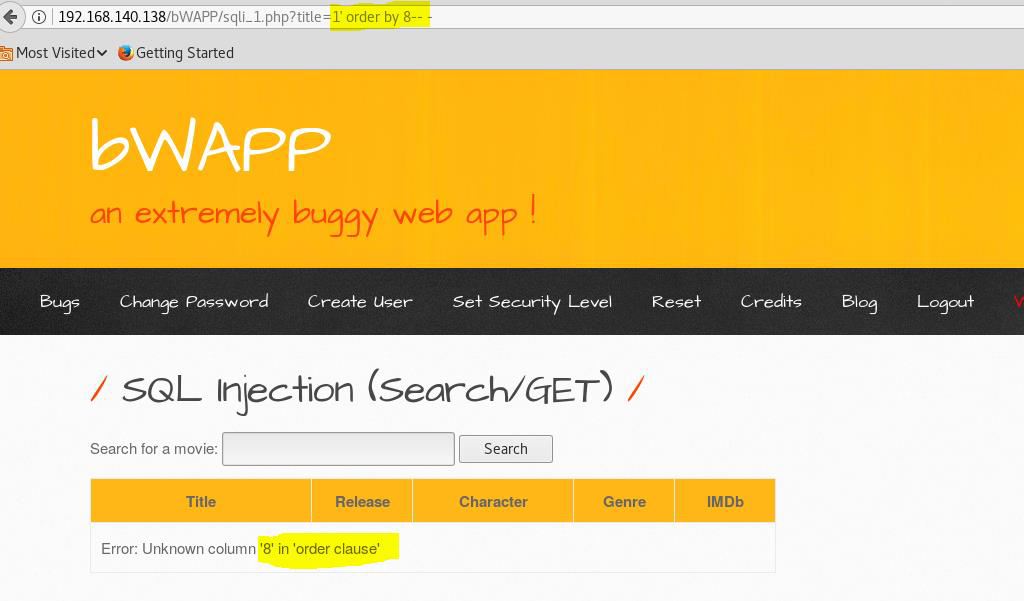 192.168.140.138/bWAPP/sqli_1.php?title=1' order by 8-- -
Most Visited Getting Started
bWAPP
an extremely buggy web app !
Bugs Change Password Create User Set Security Level Reset Credits Blog Logout
/ SQL Injection (Search/GET) /
Search for a movie: Search
Title Release Character Genre IMDb
Error: Unknown column '8' in 'order clause'